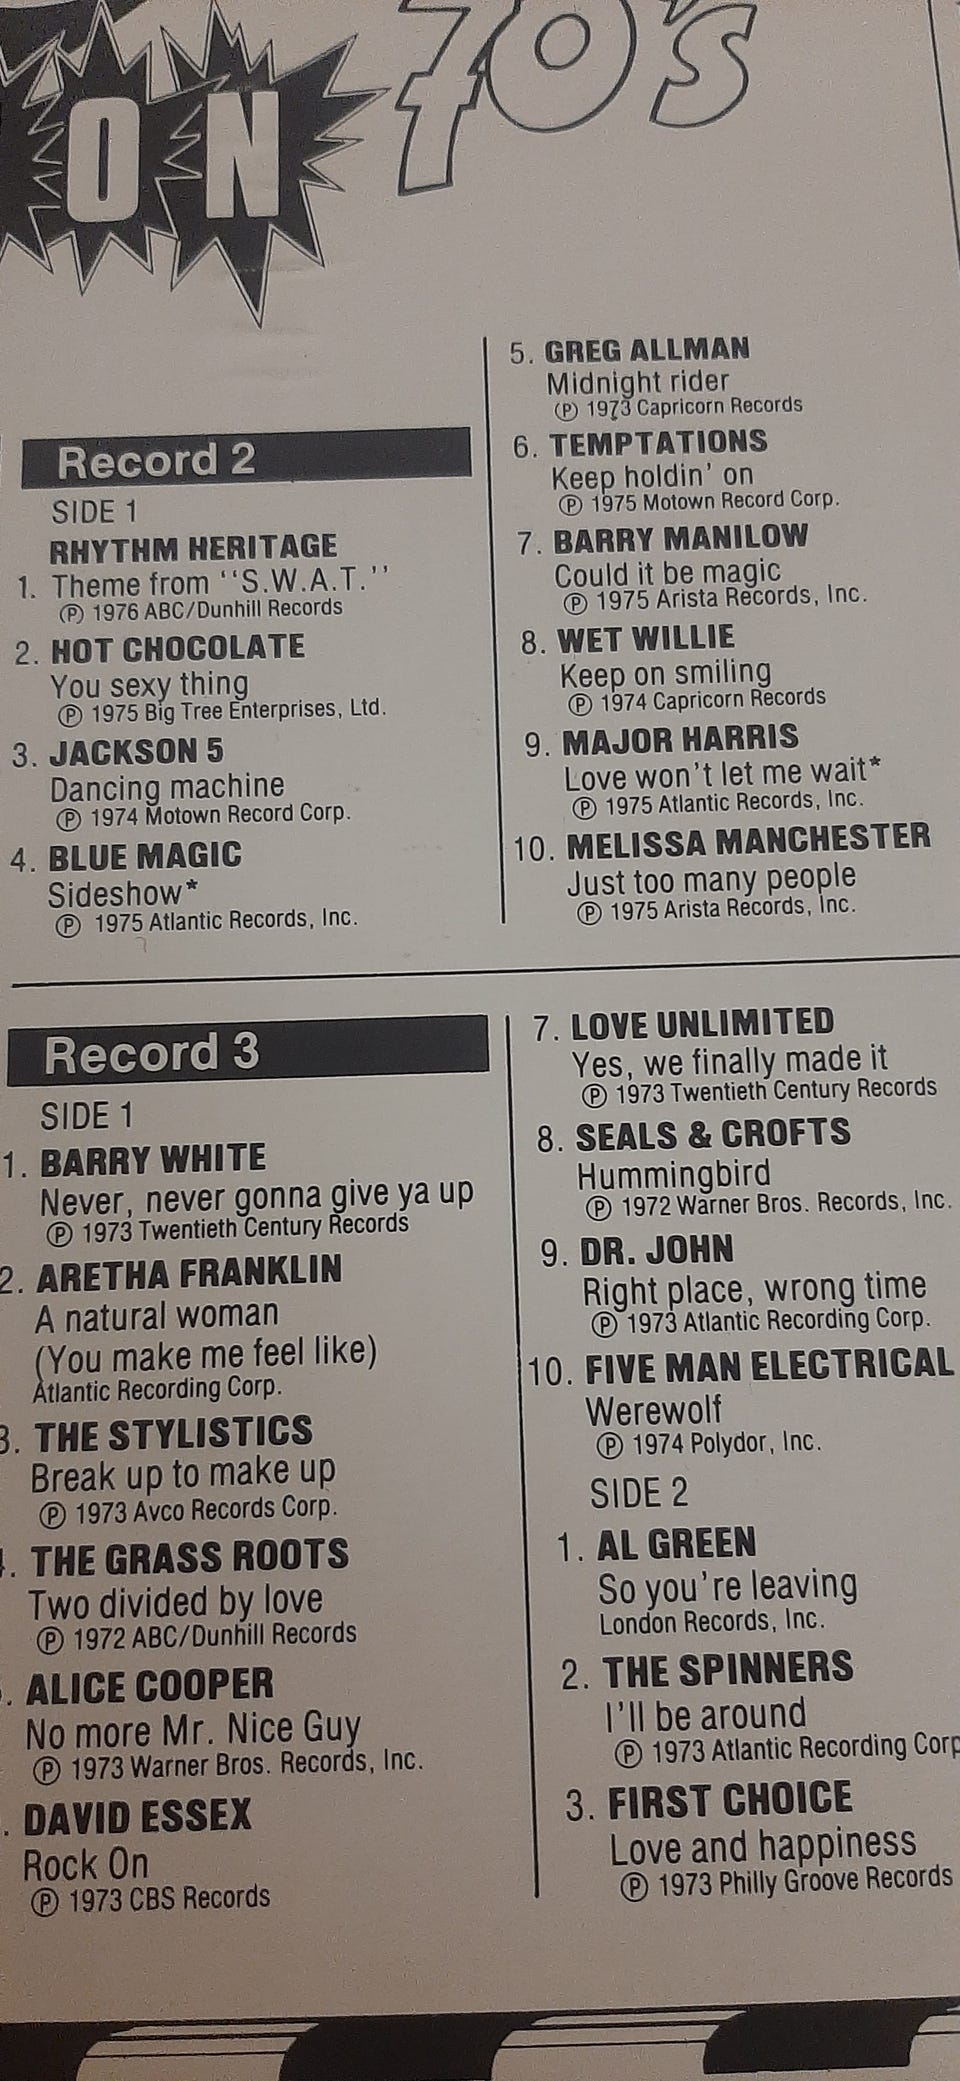 ON 70's
Record 2
SIDE 1
RHYTHM HERITAGE
1. Theme from ‘‘S.W.A.T.’’
Ⓟ 1976 ABC/Dunhill Records
2. HOT CHOCOLATE
You sexy thing
Ⓟ 1975 Big Tree Enterprises, Ltd.
3. JACKSON 5
Dancing machine
Ⓟ 1974 Motown Record Corp.
4. BLUE MAGIC
Sideshow*
Ⓟ 1975 Atlantic Records, Inc.
5. GREG ALLMAN
Midnight rider
Ⓟ 1973 Capricorn Records
6. TEMPTATIONS
Keep holdin' on
Ⓟ 1975 Motown Record Corp.
7. BARRY MANILOW
Could it be magic
Ⓟ 1975 Arista Records, Inc.
8. WET WILLIE
Keep on smiling
Ⓟ 1974 Capricorn Records
9. MAJOR HARRIS
Love won't let me wait*
Ⓟ 1975 Atlantic Records, Inc.
10. MELISSA MANCHESTER
Just too many people
Ⓟ 1975 Arista Records, Inc.
Record 3
SIDE 1
1. BARRY WHITE
Never, never gonna give ya up
Ⓟ 1973 Twentieth Century Records
2. ARETHA FRANKLIN
A natural woman
(You make me feel like)
Atlantic Recording Corp.
3. THE STYLISTICS
Break up to make up
Ⓟ 1973 Avco Records Corp.
. THE GRASS ROOTS
Two divided by love
Ⓟ 1972 ABC/Dunhill Records
. ALICE COOPER
No more Mr. Nice Guy
Ⓟ 1973 Warner Bros. Records, Inc.
. DAVID ESSEX
Rock On
Ⓟ 1973 CBS Records
7. LOVE UNLIMITED
Yes, we finally made it
Ⓟ 1973 Twentieth Century Records
8. SEALS & CROFTS
Hummingbird
Ⓟ 1972 Warner Bros. Records, Inc.
9. DR. JOHN
Right place, wrong time
Ⓟ 1973 Atlantic Recording Corp.
10. FIVE MAN ELECTRICAL
Werewolf
Ⓟ 1974 Polydor, Inc.
SIDE 2
1. AL GREEN
So you're leaving
London Records, Inc.
2. THE SPINNERS
I'll be around
Ⓟ 1973 Atlantic Recording Corp
3. FIRST CHOICE
Love and happiness
Ⓟ 1973 Philly Groove Records